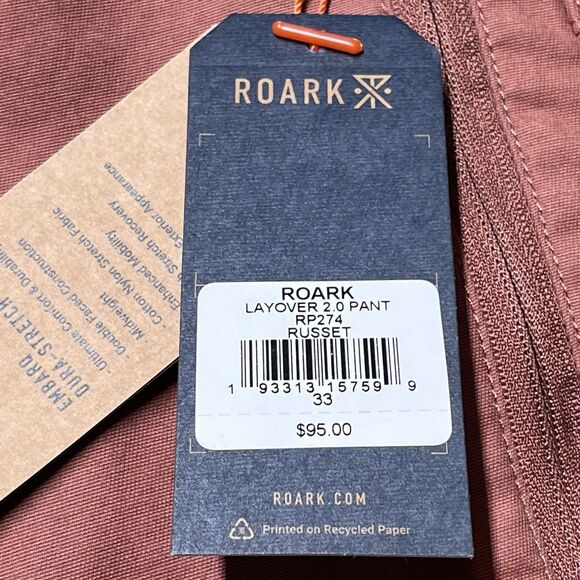 ROARK
ROARK
LAYOVER 2.0 PANT
RP274
RUSSET
1 93313 15759 9
33
$95.00
ROARK.COM
Printed on Recycled Paper
EMBARQ
DURA-STRETCH
-Ultimate Comfort & Durability
-Double Faced Construction
Midweight
Cotton Nylon Stretch Fabric
Enhanced Mobility
Stretch Recovery
Exterior Appearance